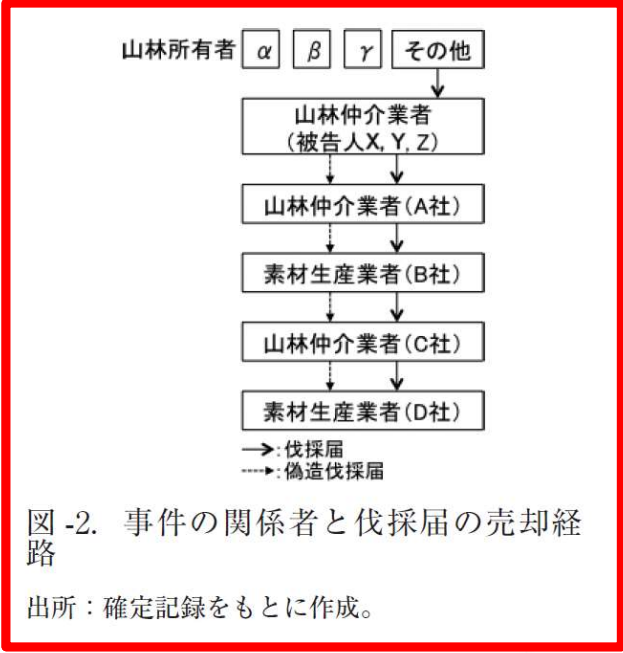 山林所有者 α β γ その他
山林仲介業者
(被告人X, Y, Z)
山林仲介業者(A社)
素材生産業者(B社)
山林仲介業者(C社)
素材生産業者(D社)
→:伐採届
---->:偽造伐採届
図-2. 事件の関係者と伐採届の売却経
路
出所：確定記録をもとに作成。